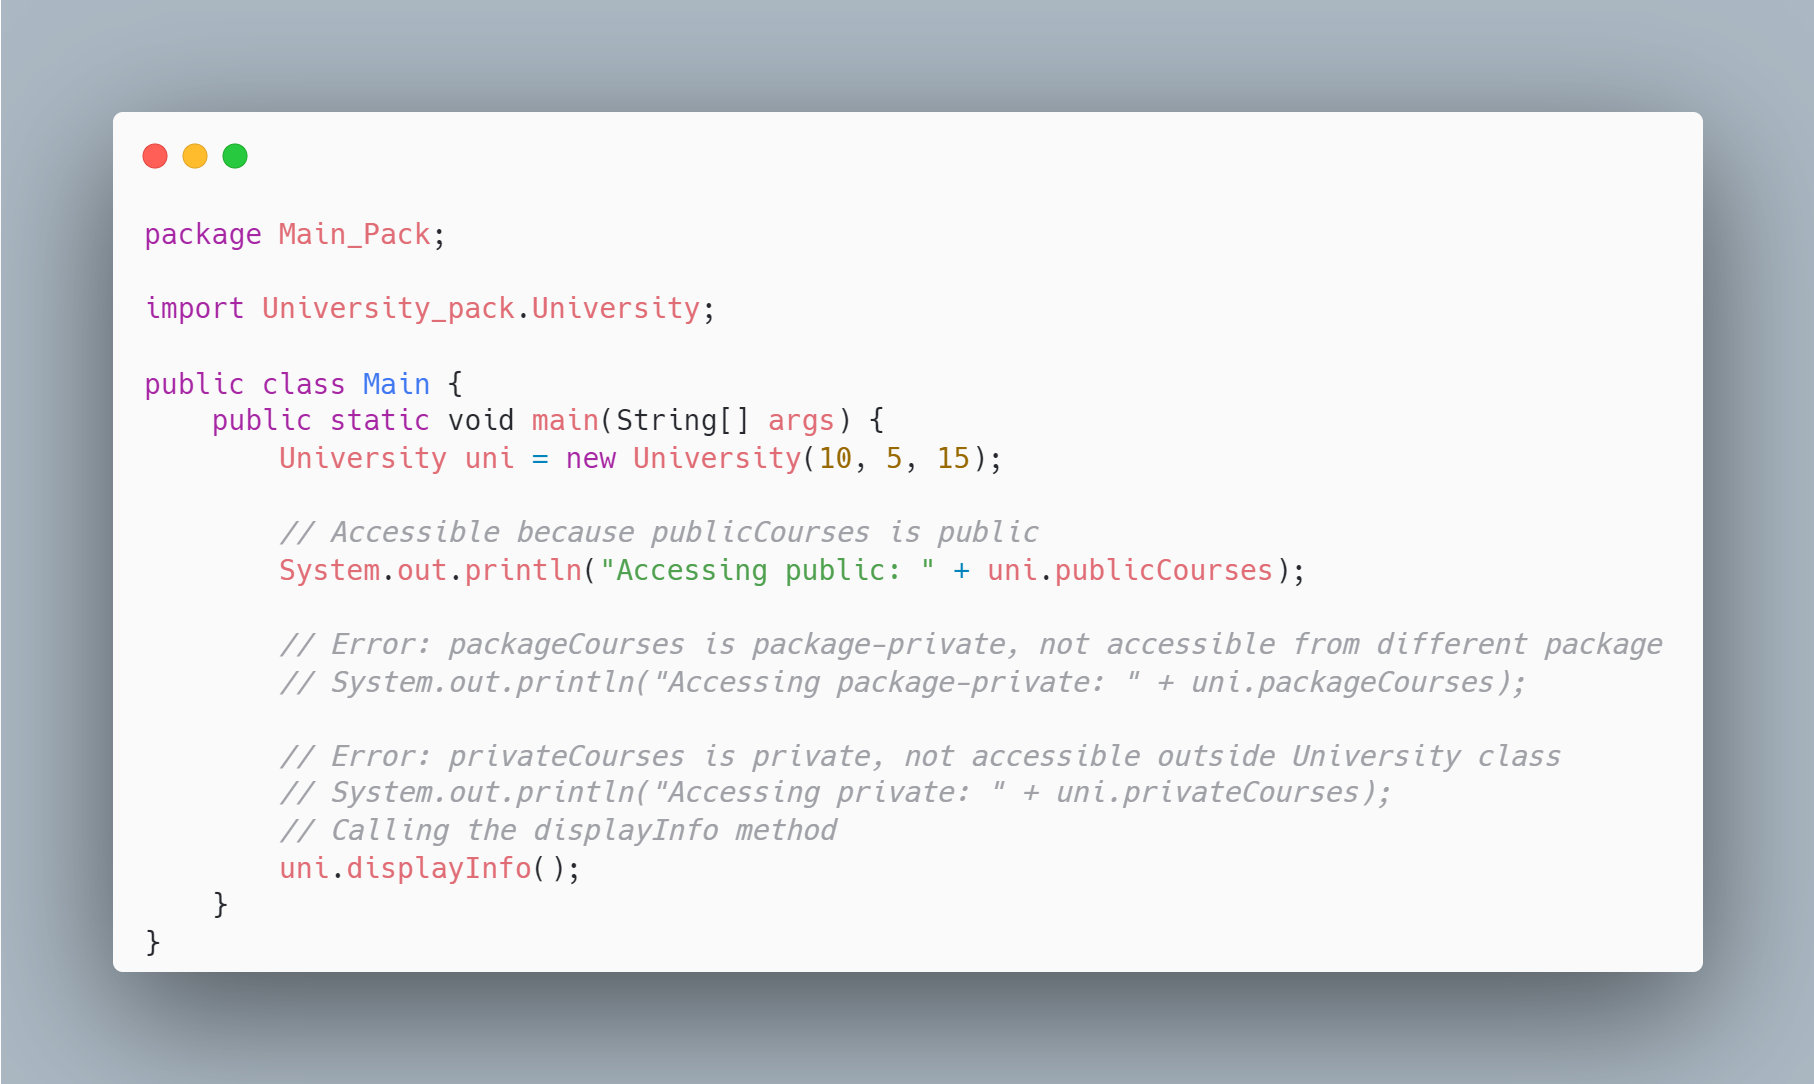 package Main_Pack;
import University_pack.University;
public class Main {
    public static void main(String[] args) {
        University uni = new University(10, 5, 15);
        // Accessible because publicCourses is public
        System.out.println("Accessing public: " + uni.publicCourses);
        // Error: packageCourses is package-private, not accessible from different package
        // System.out.println("Accessing package-private: " + uni.packageCourses);
        // Error: privateCourses is private, not accessible outside University class
        // System.out.println("Accessing private: " + uni.privateCourses);
        // Calling the displayInfo method
        uni.displayInfo();
    }
}